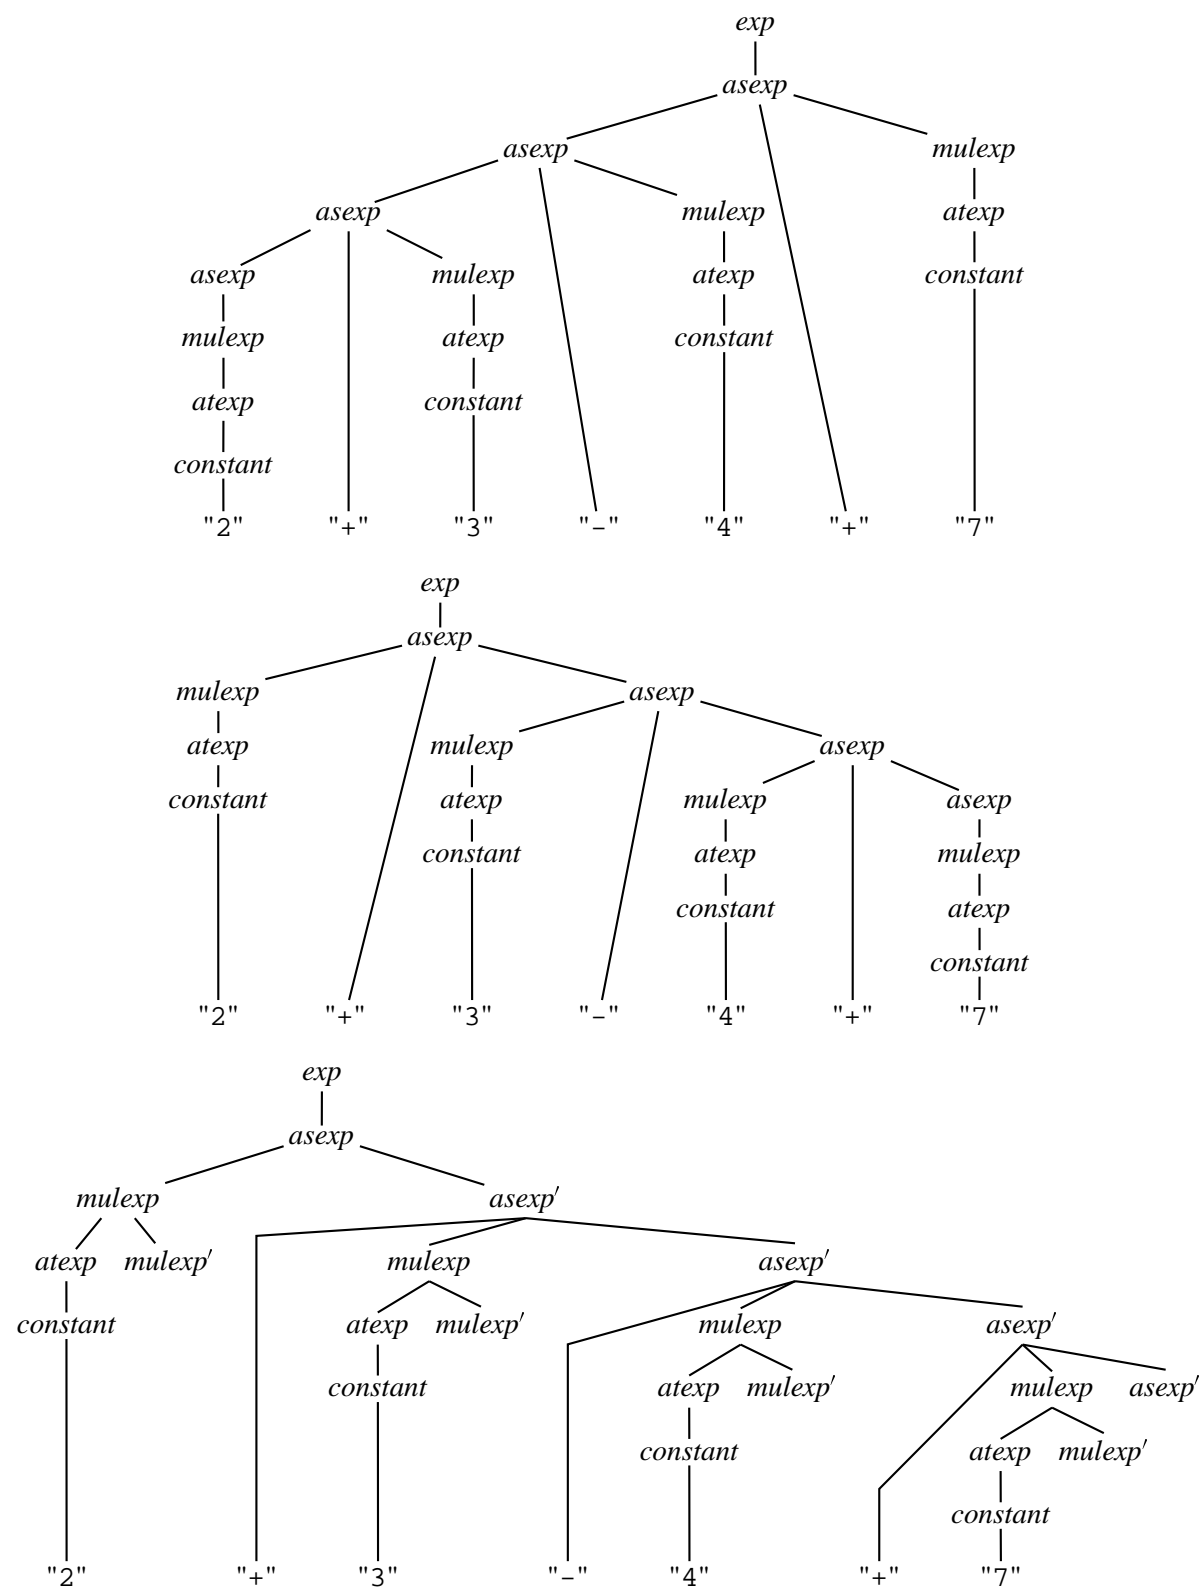 exp
asexp
asexp mulexp
asexp mulexp atexp
asexp mulexp atexp constant
mulexp atexp constant
atexp constant
constant
"2" "+" "3" "-" "4" "+" "7"
exp
asexp
mulexp asexp
atexp mulexp asexp
constant atexp mulexp asexp
constant atexp mulexp
constant atexp
constant
"2" "+" "3" "-" "4" "+" "7"
exp
asexp
mulexp asexp′
atexp mulexp′ mulexp asexp′
constant atexp mulexp′ mulexp asexp′
constant atexp mulexp′ mulexp asexp′
constant atexp mulexp′
constant
"2" "+" "3" "-" "4" "+" "7"